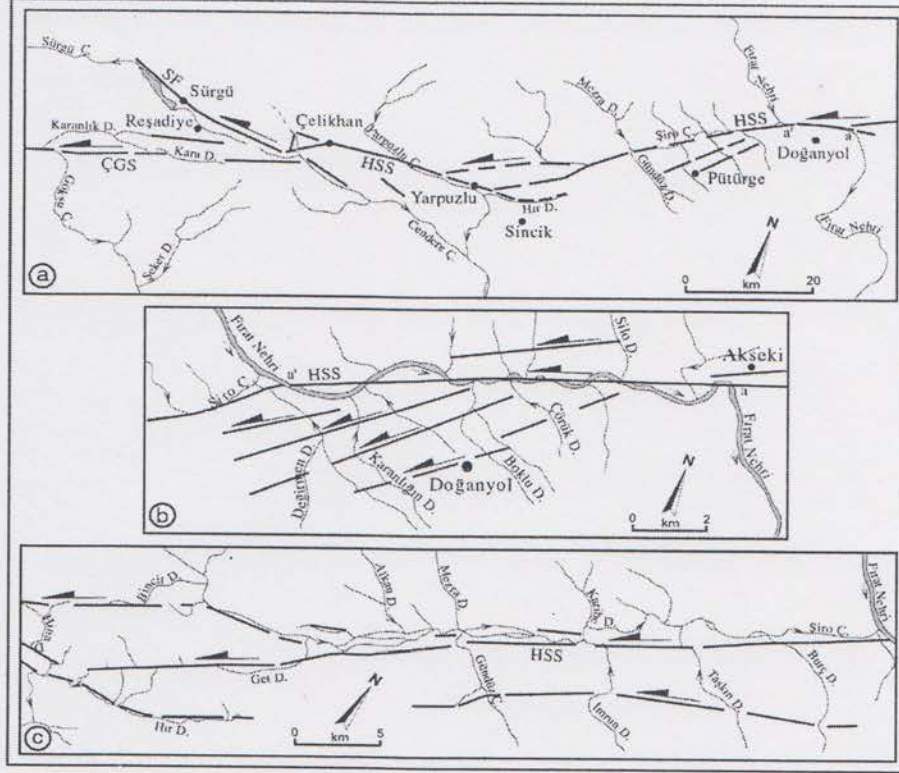 Sürgü Ç.
SF
Sürgü
Reşadiye
Karanlık D.
ÇGS
Kara D.
Göksu Ç.
Şeker D.
Çelikhan
Yarpuzlu Ç.
HSS
Yarpuzlu
Hır D.
Sincik
Cendere Ç.
Mezra D.
Şiro Ç.
HSS
Gündüz D.
Pütürge
Fırat Nehri
a'
a
Doğanyol
Fırat Nehri
N
0 20
km
a
Fırat Nehri
a'
HSS
Şiro Ç.
Silo D.
Akseki
a
Çörük D.
Karanlığın D.
Boklu D.
Değirmen D.
Doğanyol
Fırat Nehri
N
0 2
km
b
Bincir D.
Alkan D.
Mezra D.
D.
Şiro Ç.
Fırat Nehri
HSS
Get D.
Gündüz D.
Taşkın D.
Burç D.
Hır D.
İmrun D.
N
0 5
km
c